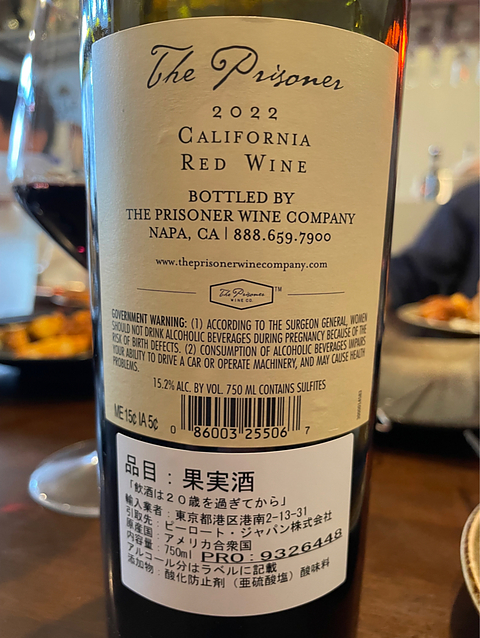 The Prisoner
2022
CALIFORNIA
RED WINE
BOTTLED BY
THE PRISONER WINE COMPANY
NAPA, CA | 888.659.7900
www.theprisonerwinecompany.com
The Prisoner™
WINE CO.
GOVERNMENT WARNING: (1) ACCORDING TO THE SURGEON GENERAL, WOMEN
SHOULD NOT DRINK ALCOHOLIC BEVERAGES DURING PREGNANCY BECAUSE OF THE
RISK OF BIRTH DEFECTS. (2) CONSUMPTION OF ALCOHOLIC BEVERAGES IMPAIRS
YOUR ABILITY TO DRIVE A CAR OR OPERATE MACHINERY, AND MAY CAUSE HEALTH
PROBLEMS.
15.2% ALC. BY VOL. 750 ML CONTAINS SULFITES
ME 15¢ IA 5¢
0 86003 25506 7
品目：果実酒
「飲酒は20歳を過ぎてから」
輸入業者：東京都港区港南2-13-31
引取先：ピーロート・ジャパン株式会社
原産国：アメリカ合衆国
内容量：750ml PRO：9326448
アルコール分はラベルに記載
添加物：酸化防止剤（亜硫酸塩）酸味料